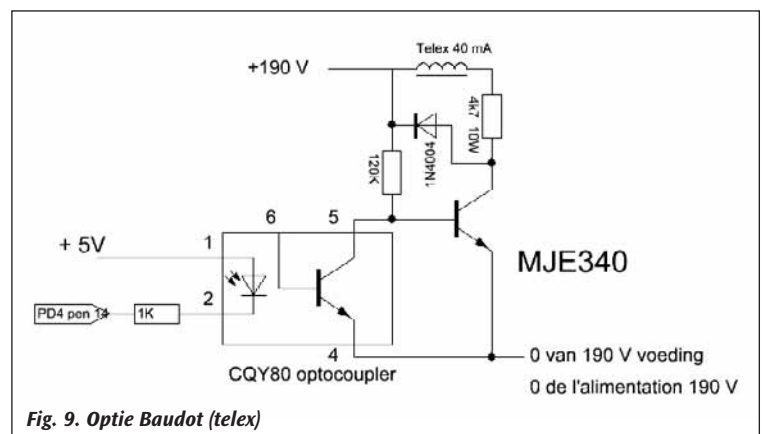 Telex 40 mA
+190 V
4k7 10W
1N4004
120K
6 5
+ 5V
1
2
PD4 pen 14
1K
MJE340
4
CQY80 optocoupler
0 van 190 V voeding
0 de l'alimentation 190 V
Fig. 9. Optie Baudot (telex)